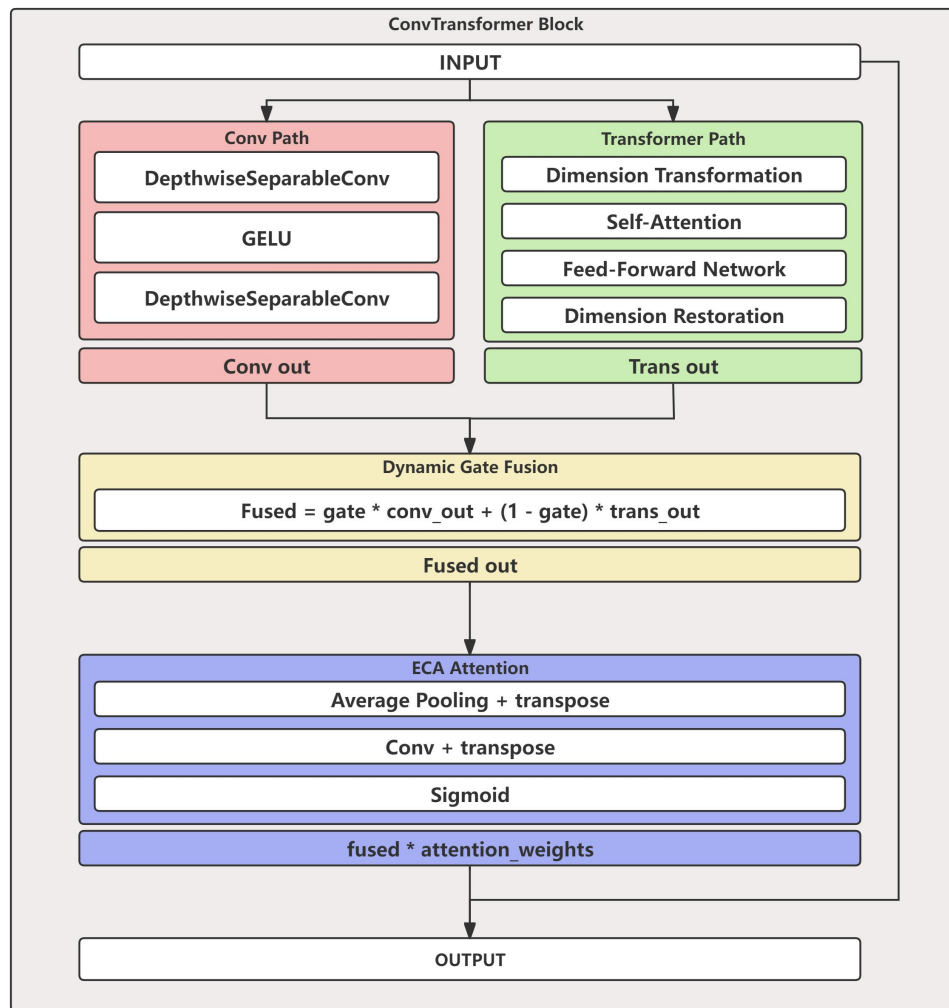 ConvTransformer Block
INPUT
Conv Path
DepthwiseSeparableConv
GELU
DepthwiseSeparableConv
Conv out
Transformer Path
Dimension Transformation
Self-Attention
Feed-Forward Network
Dimension Restoration
Trans out
Dynamic Gate Fusion
Fused = gate * conv_out + (1 - gate) * trans_out
Fused out
ECA Attention
Average Pooling + transpose
Conv + transpose
Sigmoid
fused * attention_weights
OUTPUT